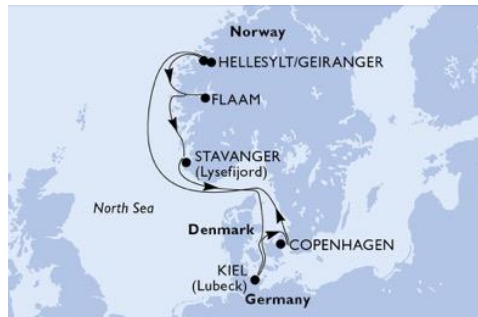 Norway
HELLESYLT/GEIRANGER
FLAAM
STAVANGER
(Lysefijord)
North Sea
Denmark
COPENHAGEN
KIEL
(Lubeck)
Germany